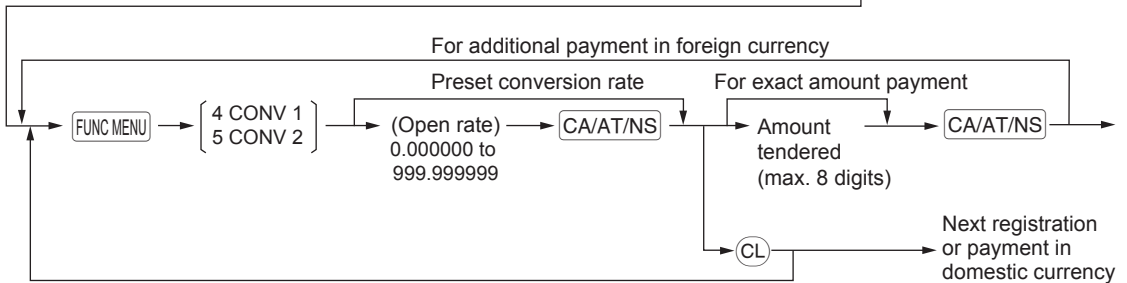 For additional payment in foreign currency
Preset conversion rate
For exact amount payment
FUNC MENU
4 CONV 1
5 CONV 2
(Open rate)
0.000000 to
999.999999
CA/AT/NS
Amount
tendered
(max. 8 digits)
CA/AT/NS
CL
Next registration
or payment in
domestic currency